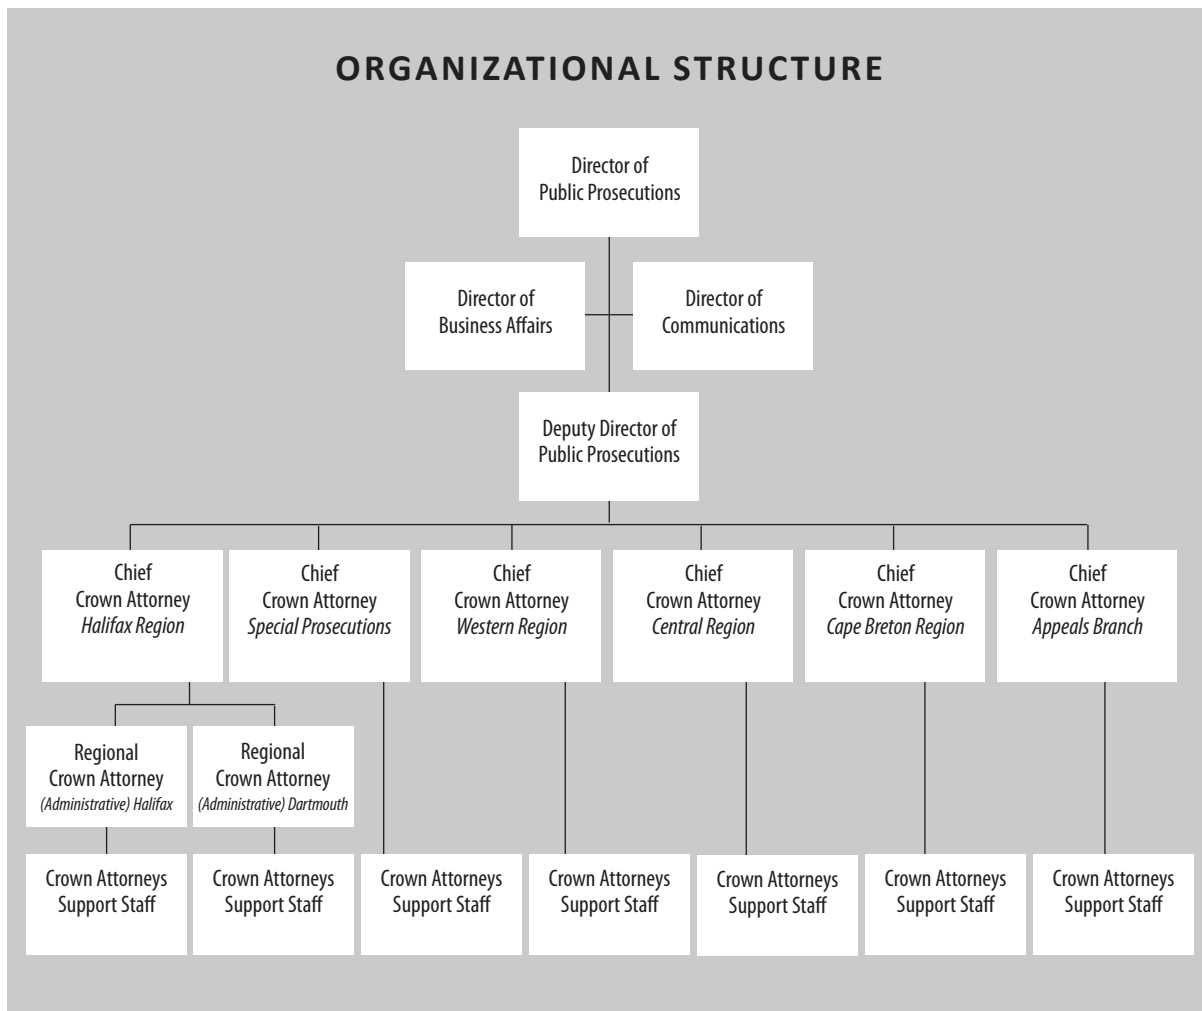 ORGANIZATIONAL STRUCTURE
Director of
Public Prosecutions
Director of
Business Affairs
Director of
Communications
Deputy Director of
Public Prosecutions
Chief
Crown Attorney
Halifax Region
Chief
Crown Attorney
Special Prosecutions
Chief
Crown Attorney
Western Region
Chief
Crown Attorney
Central Region
Chief
Crown Attorney
Cape Breton Region
Chief
Crown Attorney
Appeals Branch
Regional
Crown Attorney
(Administrative) Halifax
Regional
Crown Attorney
(Administrative) Dartmouth
Crown Attorneys
Support Staff
Crown Attorneys
Support Staff
Crown Attorneys
Support Staff
Crown Attorneys
Support Staff
Crown Attorneys
Support Staff
Crown Attorneys
Support Staff
Crown Attorneys
Support Staff